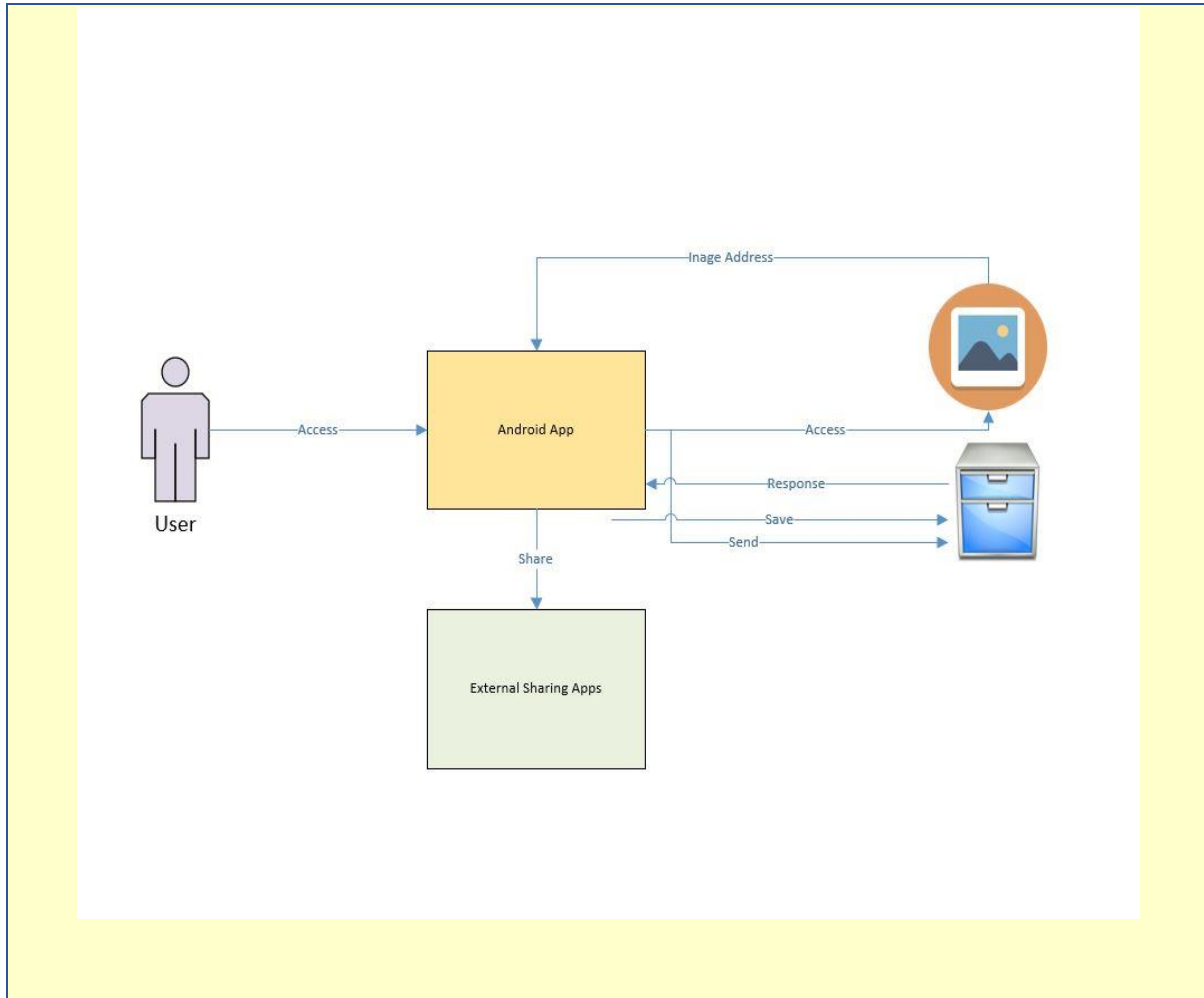 Inage Address
Access
Android App
Access
Response
User
Save
Send
Share
External Sharing Apps